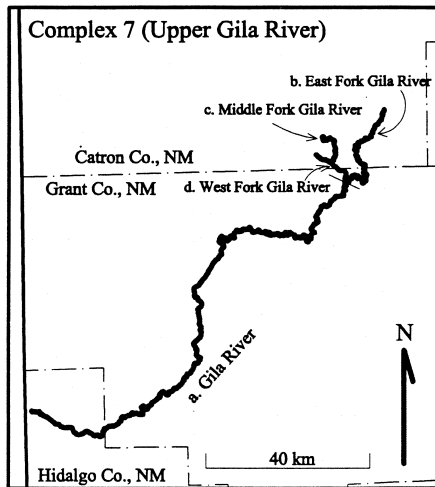 Complex 7 (Upper Gila River)
b. East Fork Gila River
c. Middle Fork Gila River
Catron Co., NM
Grant Co., NM
d. West Fork Gila River
a. Gila River
N
40 km
Hidalgo Co., NM